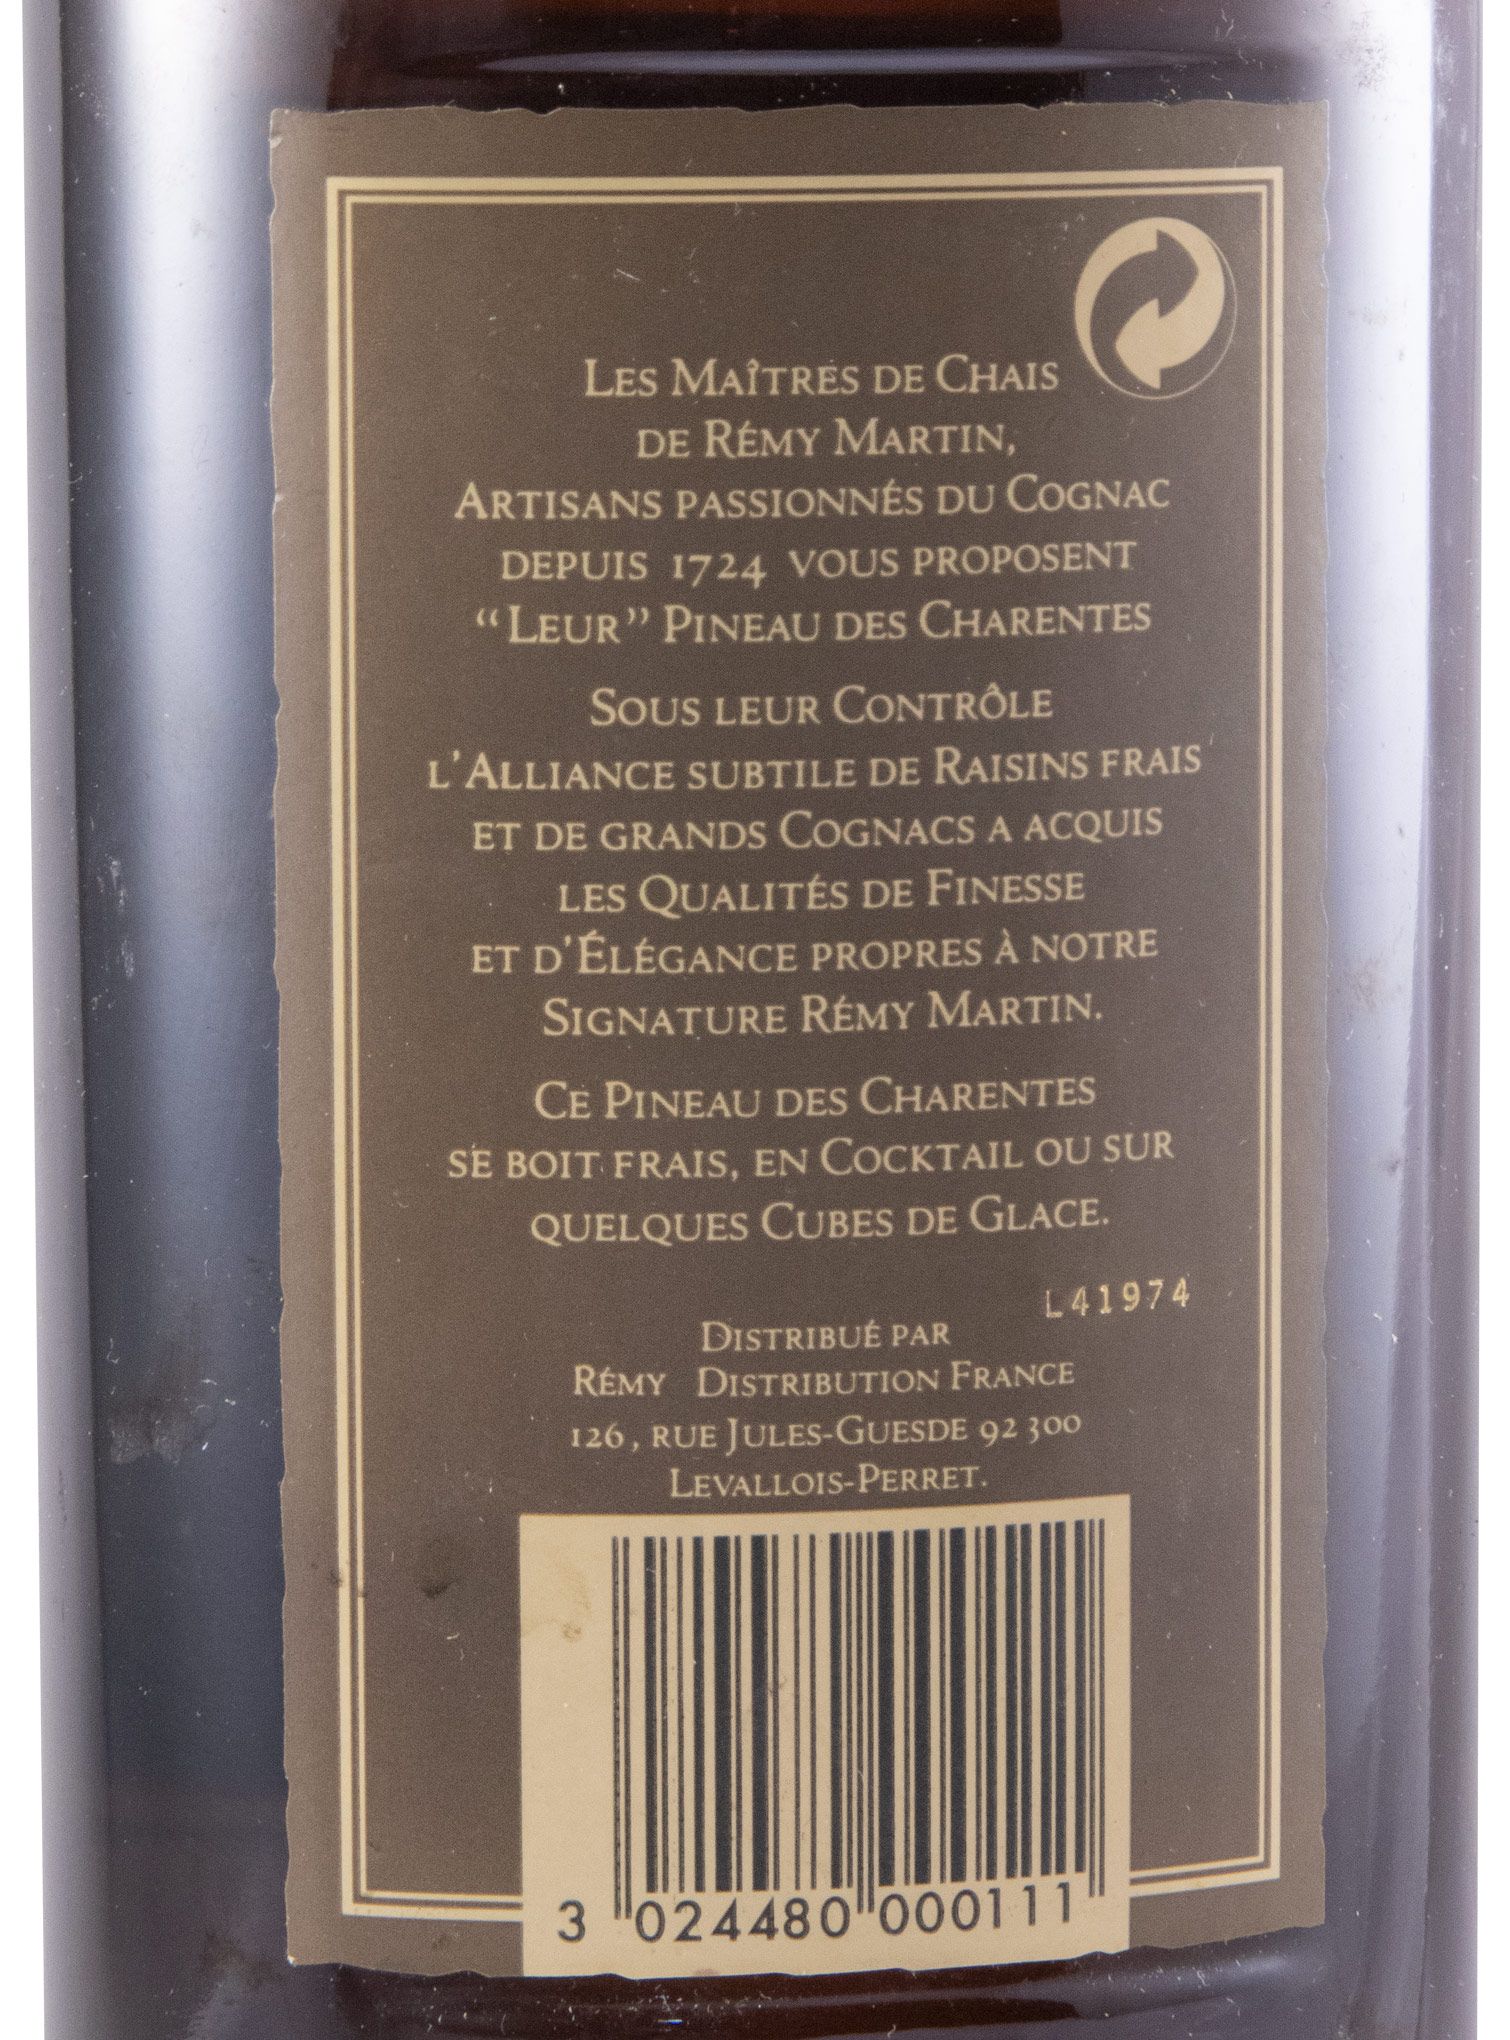 Les Maîtres de Chais
de Rémy Martin,
Artisans passionnés du Cognac
depuis 1724 vous proposent
“Leur” Pineau des Charentes
Sous leur Contrôle
l'Alliance subtile de Raisins frais
et de grands Cognacs a acquis
les Qualités de Finesse
et d'Élégance propres à notre
Signature Rémy Martin.
Ce Pineau des Charentes
se boit frais, en Cocktail ou sur
quelques Cubes de Glace.
L41974
Distribué par
Rémy Distribution France
126, rue Jules-Guesde 92 300
Levallois-Perret.
3 024480 000111